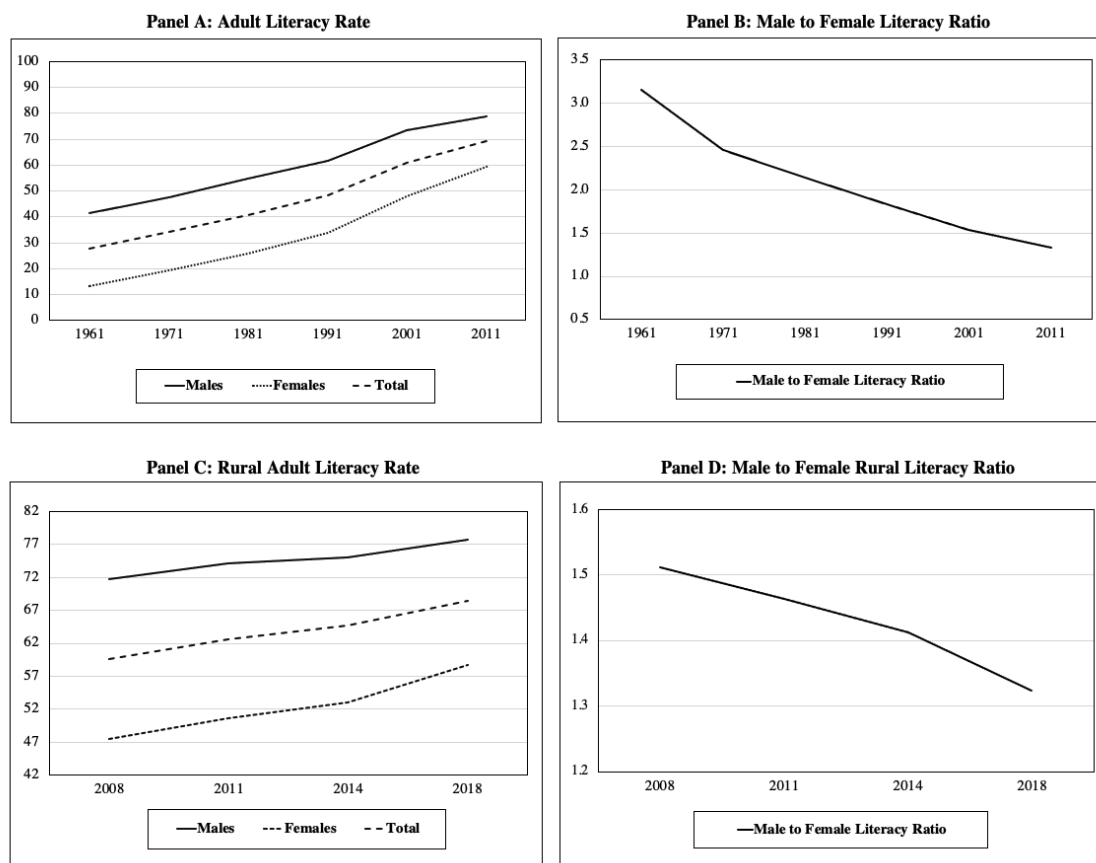 Panel A: Adult Literacy Rate
100
90
80
70
60
50
40
30
20
10
0
1961 1971 1981 1991 2001 2011
Males Females Total
Panel B: Male to Female Literacy Ratio
3.5
3.0
2.5
2.0
1.5
1.0
0.5
1961 1971 1981 1991 2001 2011
Male to Female Literacy Ratio
Panel C: Rural Adult Literacy Rate
82
77
72
67
62
57
52
47
42
2008 2011 2014 2018
Males Females Total
Panel D: Male to Female Rural Literacy Ratio
1.6
1.5
1.4
1.3
1.2
2008 2011 2014 2018
Male to Female Literacy Ratio